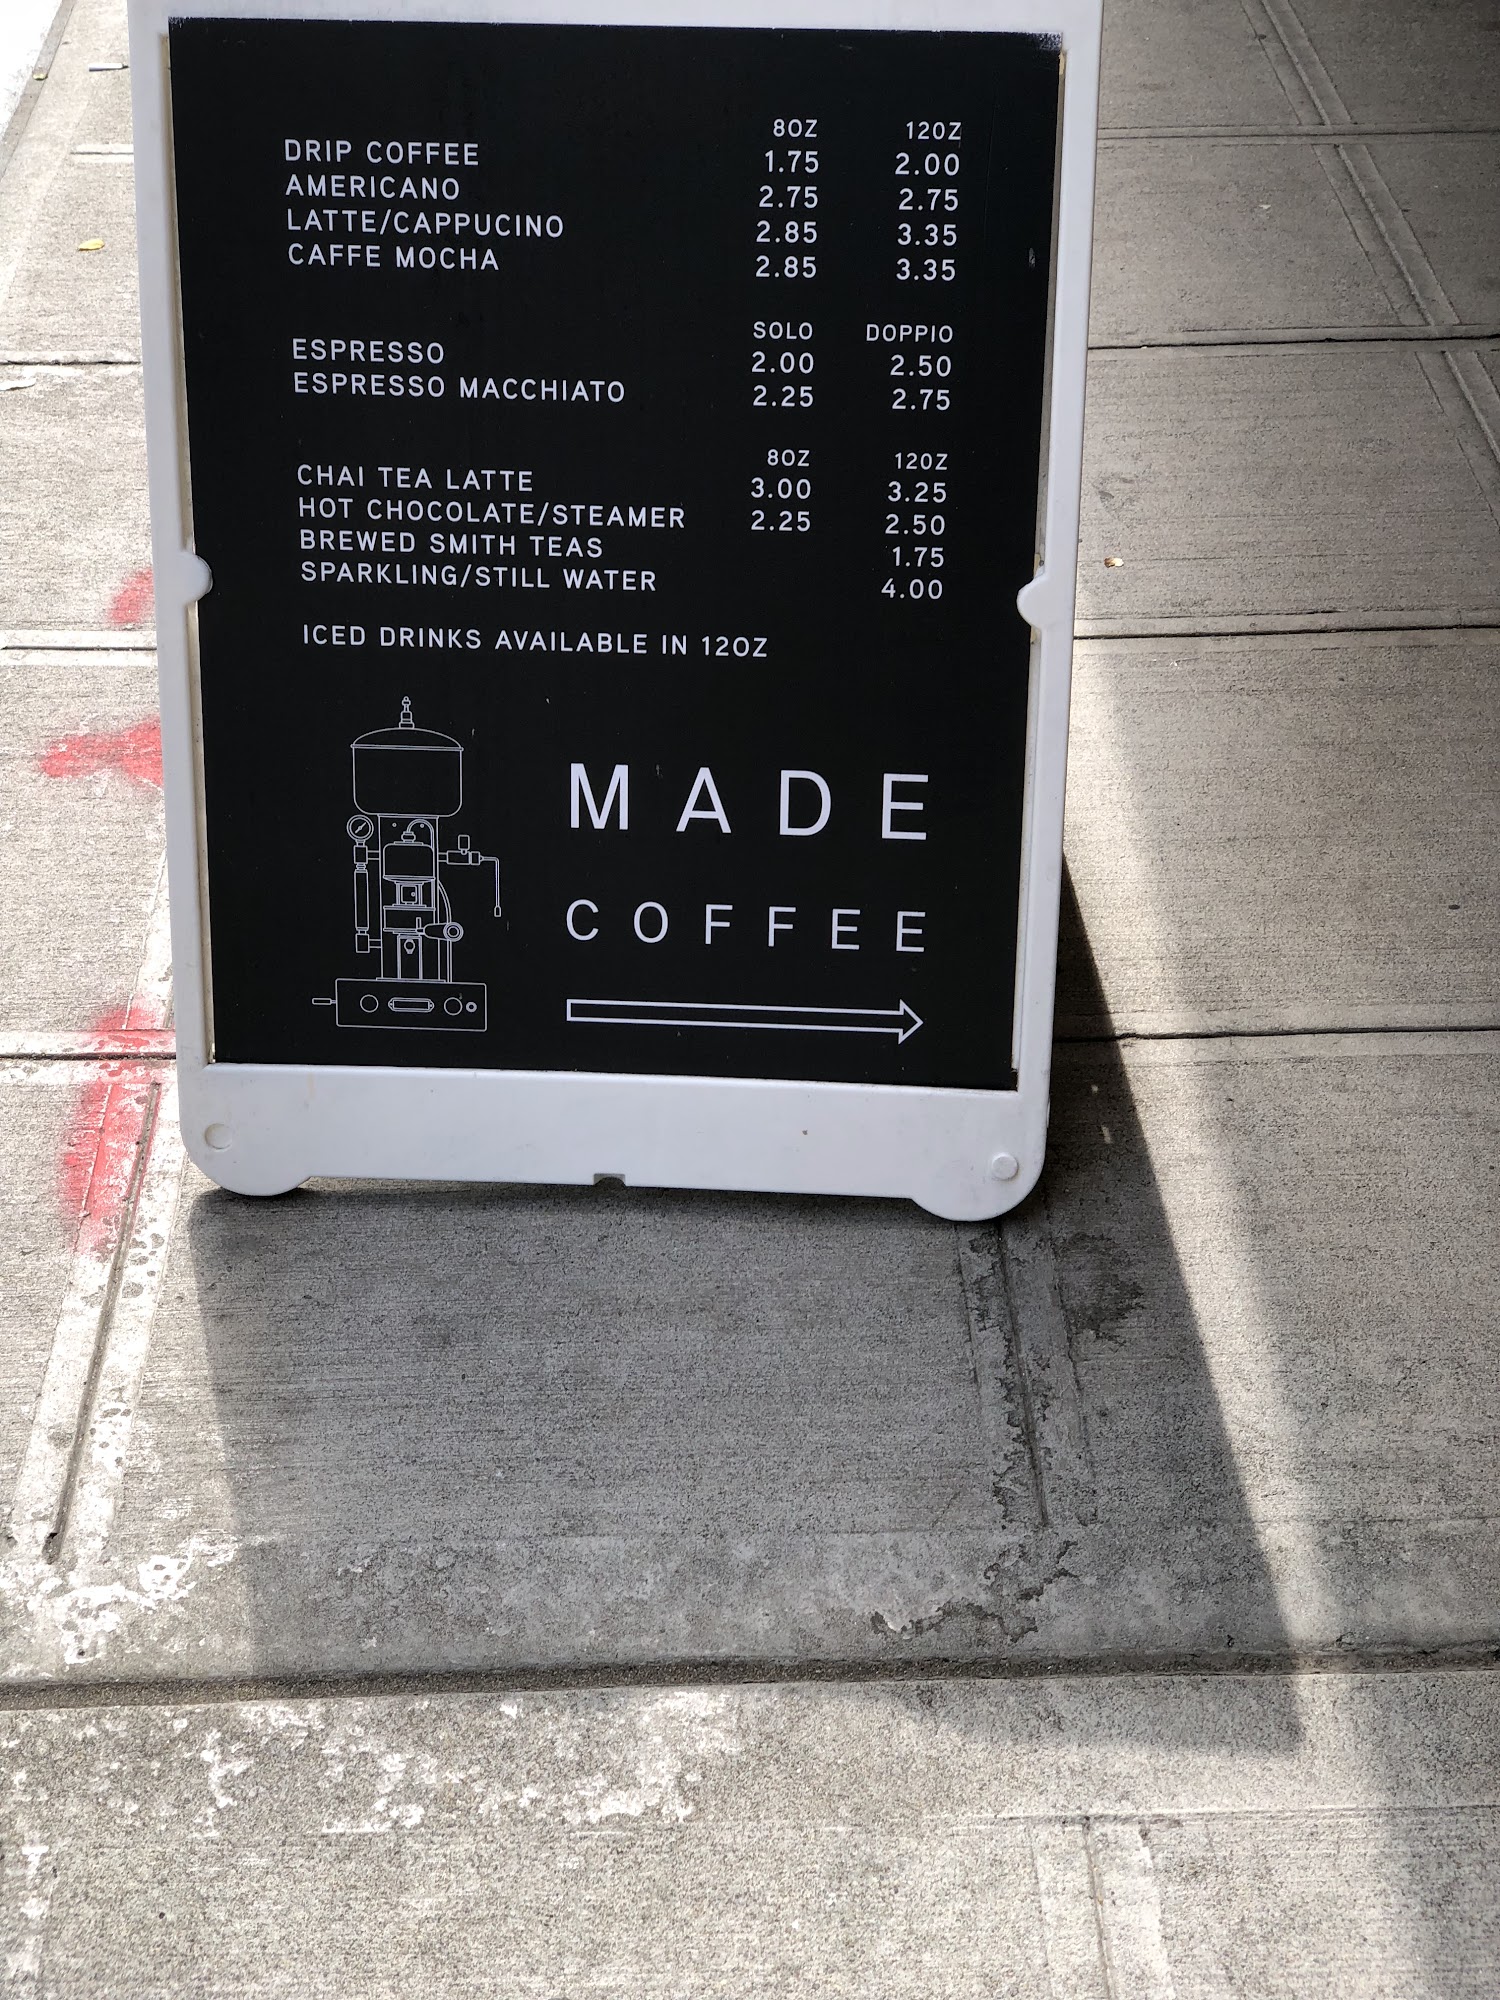 8OZ 12OZ
DRIP COFFEE 1.75 2.00
AMERICANO 2.75 2.75
LATTE/CAPPUCINO 2.85 3.35
CAFFE MOCHA 2.85 3.35
SOLO DOPPIO
ESPRESSO 2.00 2.50
ESPRESSO MACCHIATO 2.25 2.75
8OZ 12OZ
CHAI TEA LATTE 3.00 3.25
HOT CHOCOLATE/STEAMER 2.25 2.50
BREWED SMITH TEAS 1.75
SPARKLING/STILL WATER 4.00
ICED DRINKS AVAILABLE IN 12OZ
MADE
COFFEE